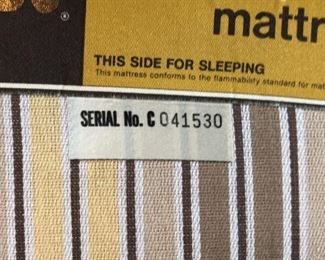 mattr
THIS SIDE FOR SLEEPING
This mattress conforms to the flammability standard for mat
SERIAL No. C 041530